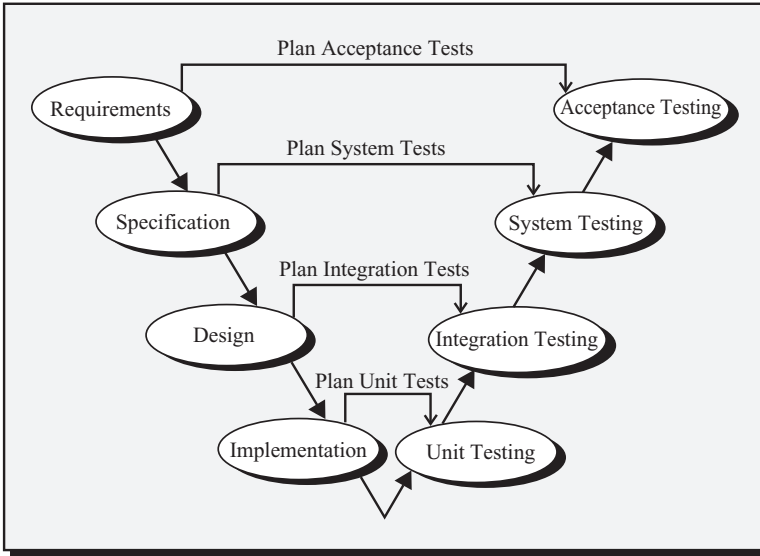 Plan Acceptance Tests
Requirements
Acceptance Testing
Plan System Tests
Specification
System Testing
Plan Integration Tests
Design
Integration Testing
Plan Unit Tests
Implementation
Unit Testing